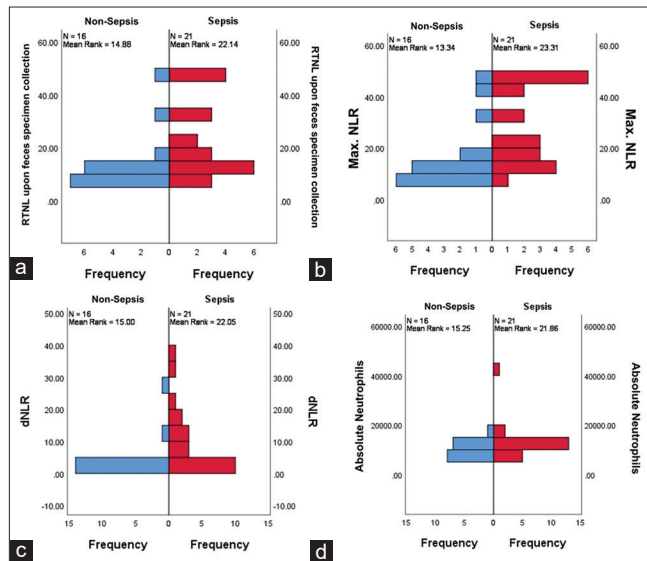 Non-Sepsis Sepsis
N = 16 N = 21
Mean Rank = 14.88 Mean Rank = 22.14
RTNL upon feces specimen collection
60.00 60.00
40.00 40.00
20.00 20.00
.00 .00
RTNL upon feces specimen collection
6 4 2 0 2 4 6
Frequency Frequency
a
Non-Sepsis Sepsis
N = 16 N = 21
Mean Rank = 13.34 Mean Rank = 23.31
Max. NLR
60.00 60.00
40.00 40.00
20.00 20.00
.00 .00
Max. NLR
6 5 4 3 2 1 0 1 2 3 4 5 6
Frequency Frequency
b
Non-Sepsis Sepsis
N = 16 N = 21
Mean Rank = 15.00 Mean Rank = 22.05
dNLR
50.00 50.00
40.00 40.00
30.00 30.00
20.00 20.00
10.00 10.00
.00 .00
-10.00 -10.00
dNLR
15 10 5 0 5 10 15
Frequency Frequency
c
Non-Sepsis Sepsis
N = 16 N = 21
Mean Rank = 15.25 Mean Rank = 21.86
Absolute Neutrophils
60000.00 60000.00
40000.00 40000.00
20000.00 20000.00
.00 .00
Absolute Neutrophils
15 10 5 0 5 10 15
Frequency Frequency
d